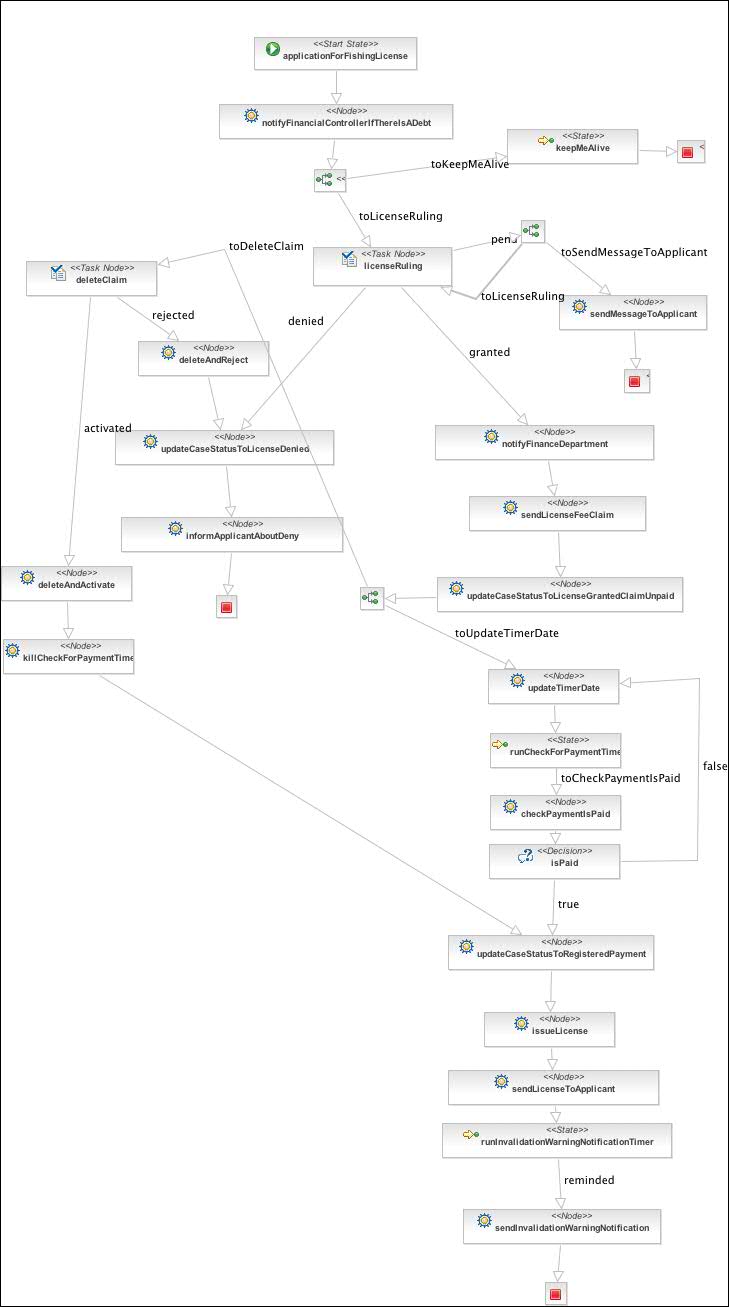 <<Start State>>
applicationForFishingLicense
<<Node>>
notifyFinancialControllerIfThereIsADebt
<<State>>
keepMeAlive
<
toKeepMeAlive
<<
toLicenseRuling
toDeleteClaim
<<Task Node>>
licenseRuling
pend
toSendMessageToApplicant
<<Task Node>>
deleteClaim
toLicenseRuling
<<Node>>
sendMessageToApplicant
rejected
denied
<<Node>>
deleteAndReject
granted
<
activated
<<Node>>
updateCaseStatusToLicenseDenied
<<Node>>
notifyFinanceDepartment
<<Node>>
sendLicenseFeeClaim
<<Node>>
informApplicantAboutDeny
<<Node>>
deleteAndActivate
<<Node>>
updateCaseStatusToLicenseGrantedClaimUnpaid
toUpdateTimerDate
<<Node>>
killCheckForPaymentTime
<<Node>>
updateTimerDate
<<State>>
runCheckForPaymentTime
false
toCheckPaymentIsPaid
<<Node>>
checkPaymentIsPaid
<<Decision>>
isPaid
true
<<Node>>
updateCaseStatusToRegisteredPayment
<<Node>>
issueLicense
<<Node>>
sendLicenseToApplicant
<<State>>
runInvalidationWarningNotificationTimer
reminded
<<Node>>
sendInvalidationWarningNotification